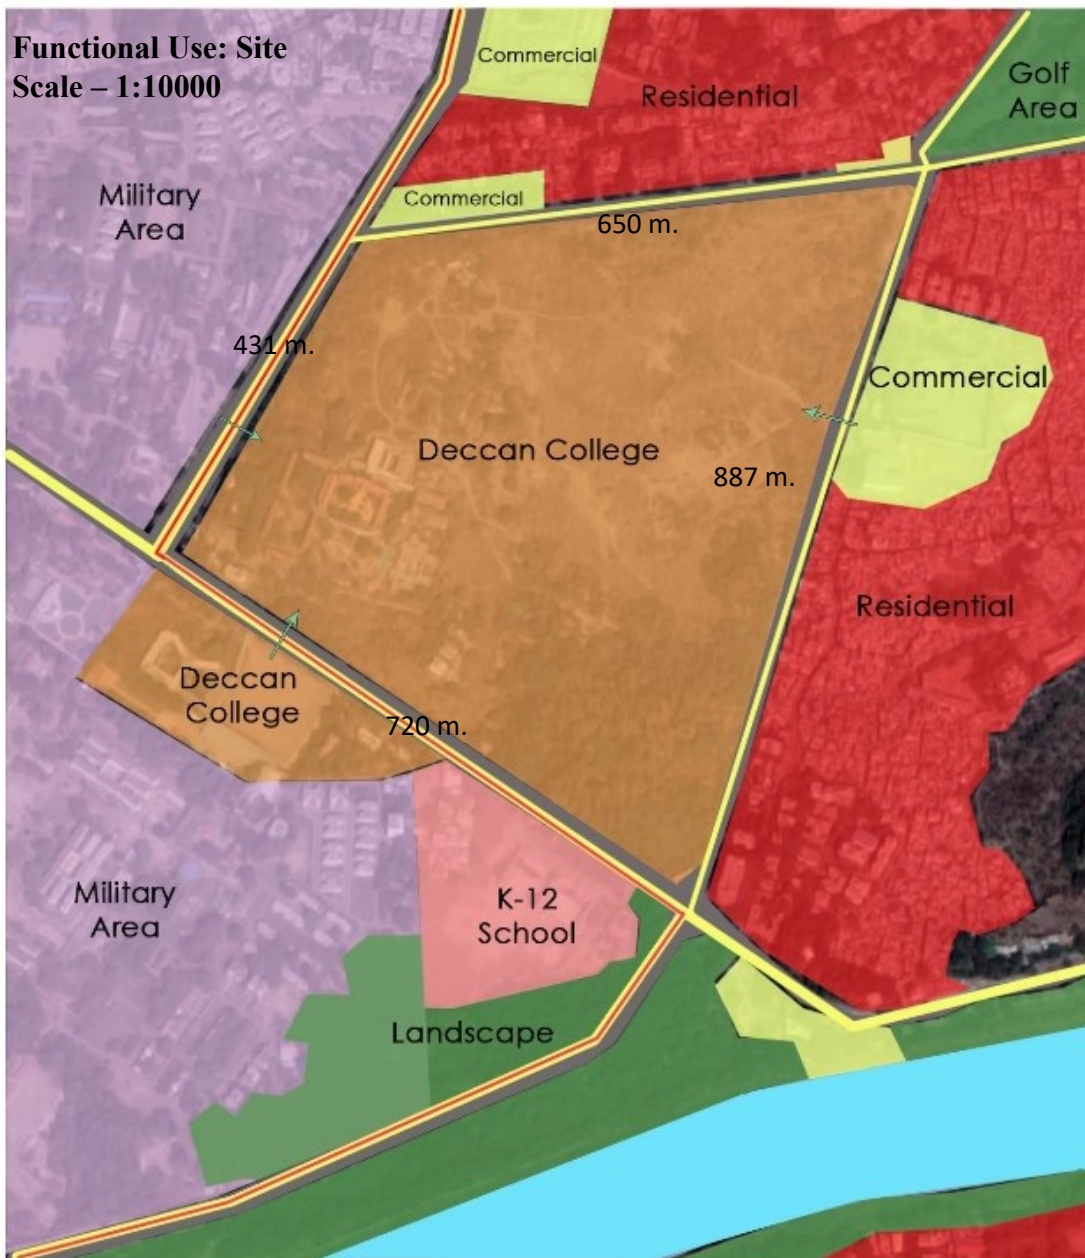 Functional Use: Site
Scale – 1:10000
Commercial
Residential
Golf
Area
Military
Area
Commercial
650 m.
431 m.
Commercial
Deccan College
887 m.
Residential
Deccan
College
720 m.
Military
Area
K-12
School
Landscape